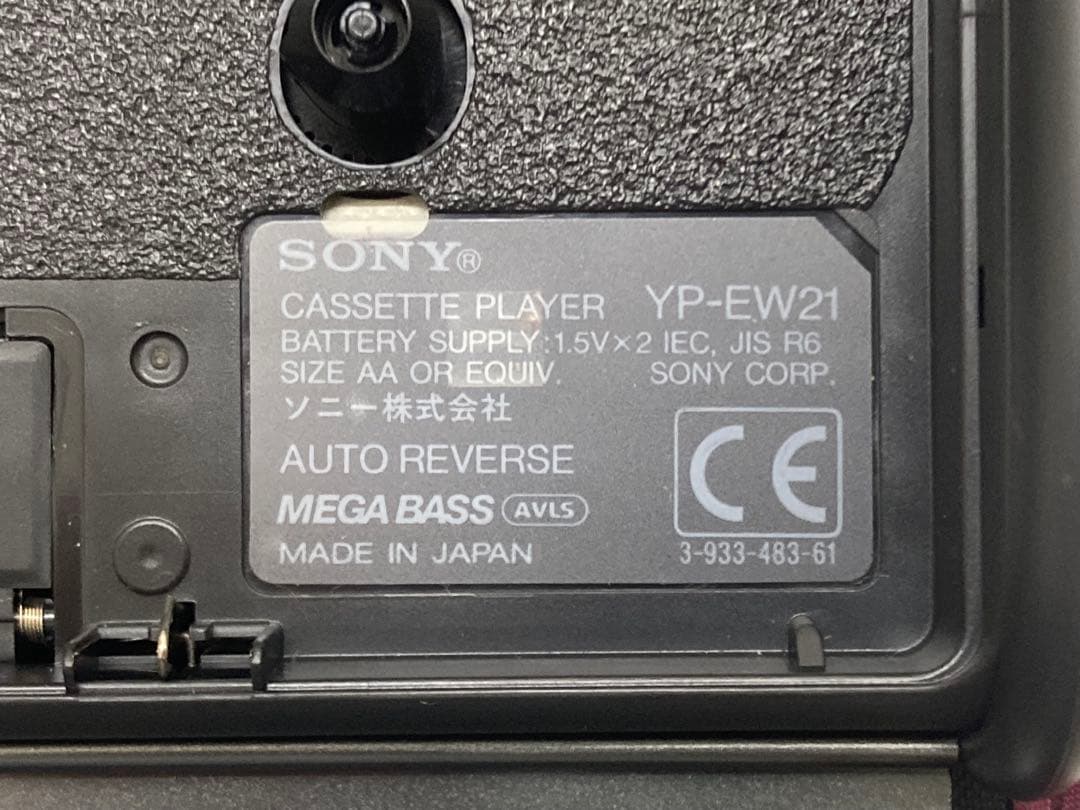 SONY®
CASSETTE PLAYER YP-EW21
BATTERY SUPPLY:1.5V×2 IEC, JIS R6
SIZE AA OR EQUIV. SONY CORP.
ソニー株式会社
AUTO REVERSE
MEGA BASS AVLS
MADE IN JAPAN
CE
3-933-483-61